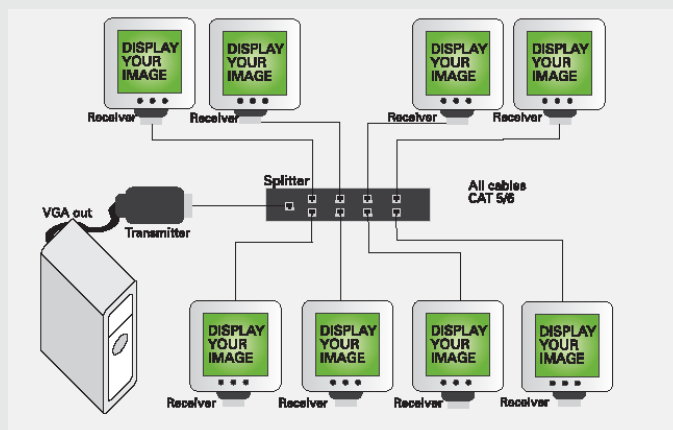 DISPLAY
YOUR
IMAGE
DISPLAY
YOUR
IMAGE
DISPLAY
YOUR
IMAGE
DISPLAY
YOUR
IMAGE
Receiver
Receiver
Receiver
Receiver
Splitter
All cables
CAT 5/6
VGA out
Transmitter
DISPLAY
YOUR
IMAGE
DISPLAY
YOUR
IMAGE
DISPLAY
YOUR
IMAGE
DISPLAY
YOUR
IMAGE
Receiver
Receiver
Receiver
Receiver